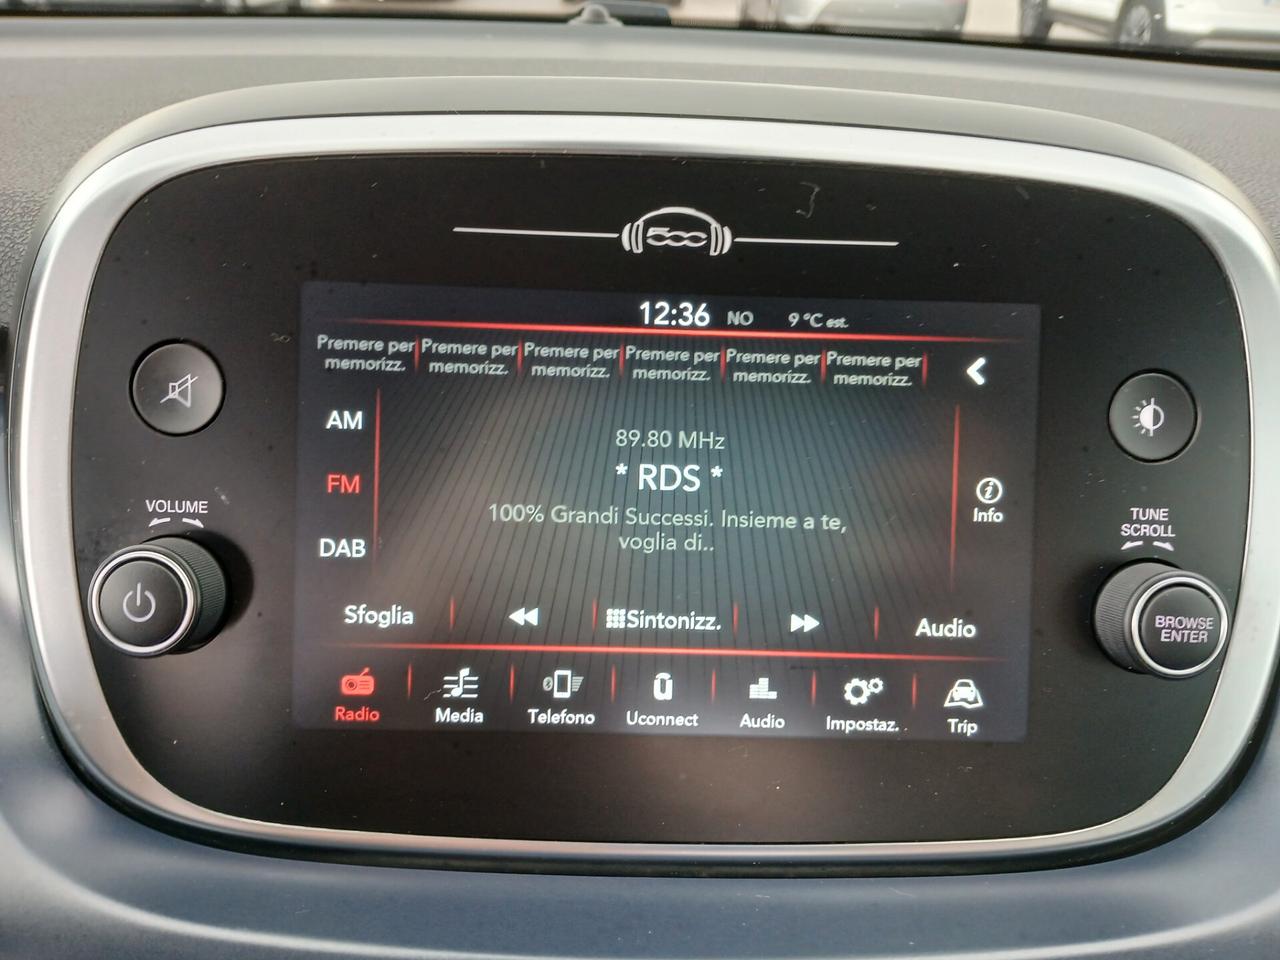 500
12:36 NO 9 °C est.
Premere per memorizz.
Premere per memorizz.
Premere per memorizz.
Premere per memorizz.
Premere per memorizz.
Premere per memorizz.
AM
FM
DAB
89.80 MHz
* RDS *
100% Grandi Successi. Insieme a te,
voglia di..
i
Info
Sfoglia
Sintonizz.
Audio
Radio
Media
Telefono
Uconnect
Audio
Impostaz.
Trip
VOLUME
TUNE
SCROLL
BROWSE
ENTER